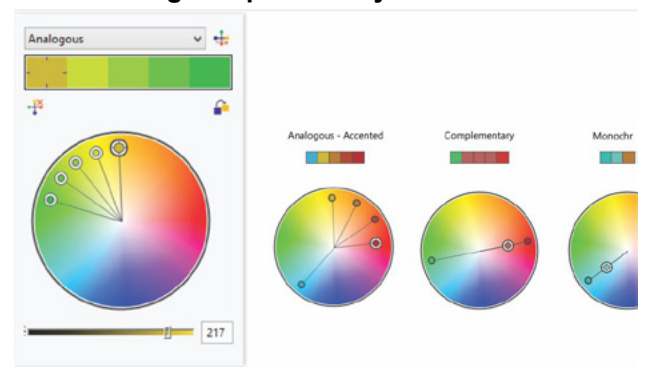 Analogous
Analogous - Accented
Complementary
Monochr
217